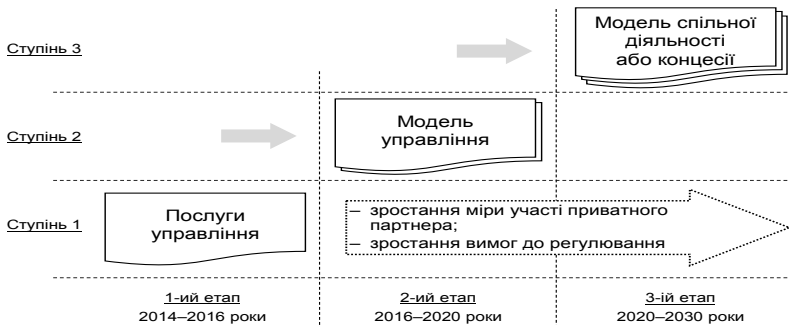 Ступінь 3
Модель спільної
діяльності
або концесії
Ступінь 2
Модель
управління
Ступінь 1
Послуги
управління
– зростання міри участі приватного
партнера;
– зростання вимог до регулювання
1-ий етап
2014–2016 роки
2-ий етап
2016–2020 роки
3-ій етап
2020–2030 роки